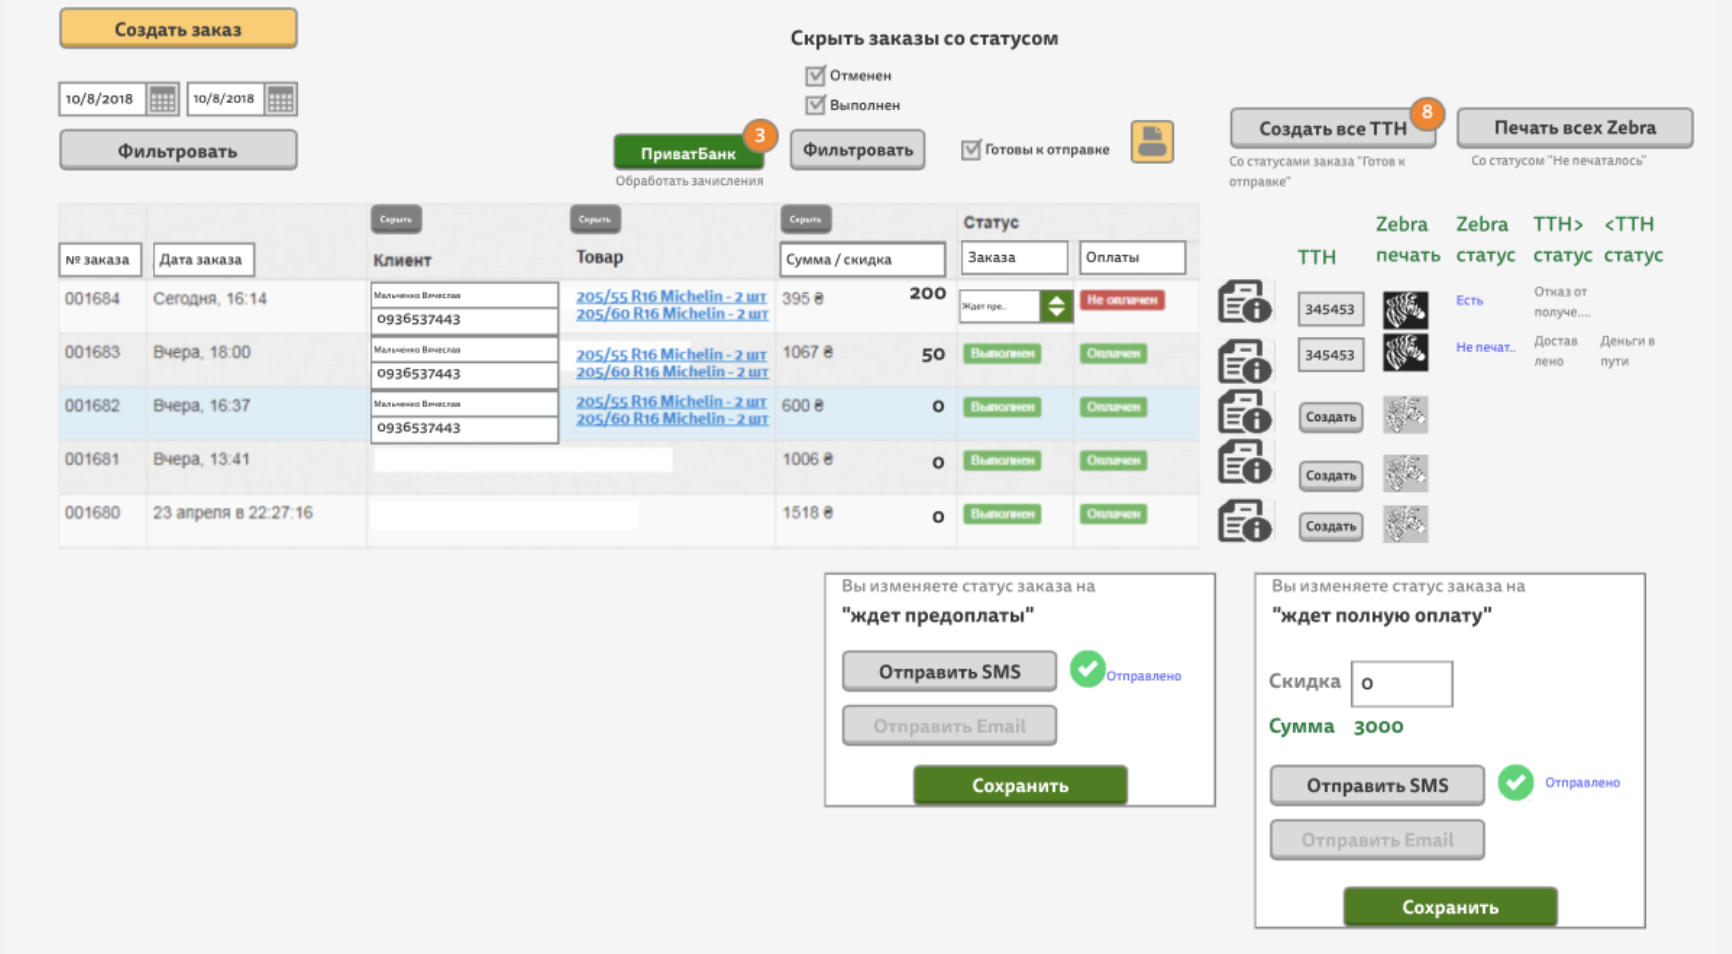 Создать заказ
Скрыть заказы со статусом
Отменен
Выполнен
10/8/2018
10/8/2018
Фильтровать
ПриватБанк
3
Обработать зачисления
Фильтровать
Готовы к отправке
Создать все ТТН
8
Со статусами заказа "Готов к
отправке"
Печать всех Zebra
Со статусом "Не печаталось"
Скрыть
Скрыть
Скрыть
Статус
№ заказа
Дата заказа
Клиент
Товар
Сумма / скидка
Заказа
Оплаты
ТТН
Zebra
печать
Zebra
статус
ТТН>
статус
<ТТН
статус
001684
Сегодня, 16:14
Мальченко Вячеслав
0936537443
205/55 R16 Michelin - 2 шт
205/60 R16 Michelin - 2 шт
395 ₴
200
Ждет пре..
Не оплачен
345453
Есть
Отказ от
получе....
001683
Вчера, 18:00
Мальченко Вячеслав
0936537443
205/55 R16 Michelin - 2 шт
205/60 R16 Michelin - 2 шт
1067 ₴
50
Выполнен
Оплачен
345453
Не печат..
Достав
лено
Деньги в
пути
001682
Вчера, 16:37
Мальченко Вячеслав
0936537443
205/55 R16 Michelin - 2 шт
205/60 R16 Michelin - 2 шт
600 ₴
0
Выполнен
Оплачен
Создать
001681
Вчера, 13:41
1006 ₴
0
Выполнен
Оплачен
Создать
001680
23 апреля в 22:27:16
1518 ₴
0
Выполнен
Оплачен
Создать
Вы изменяете статус заказа на
"ждет предоплаты"
Отправить SMS
Отправлено
Отправить Email
Сохранить
Вы изменяете статус заказа на
"ждет полную оплату"
Скидка
0
Сумма 3000
Отправить SMS
Отправлено
Отправить Email
Сохранить